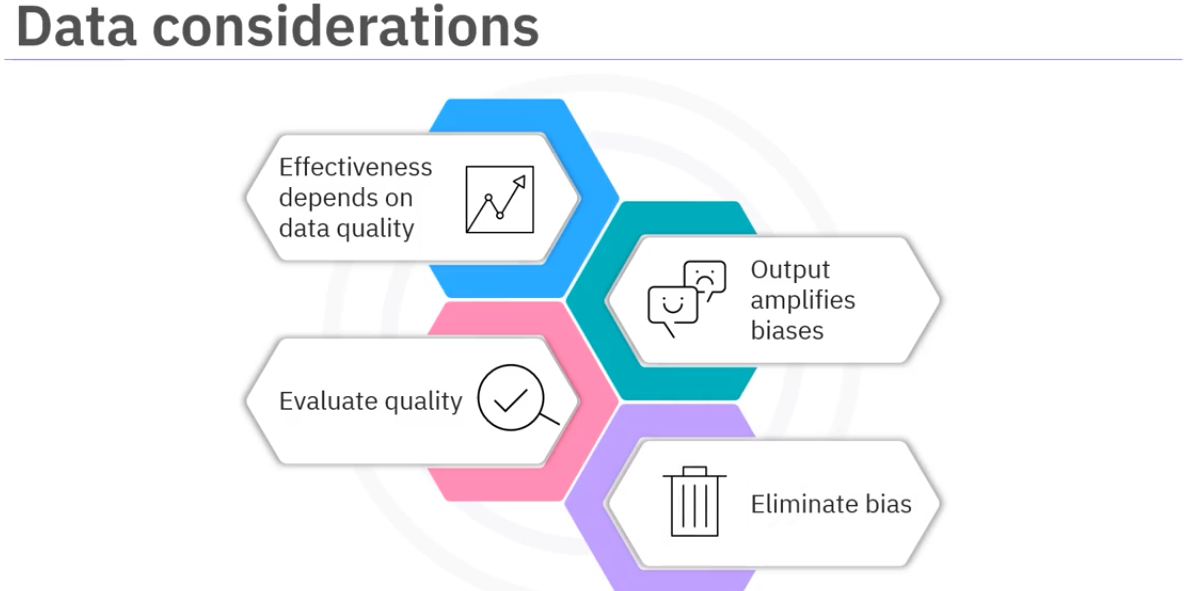 Data considerations
Effectiveness
depends on
data quality
Output
amplifies
biases
Evaluate quality
Eliminate bias